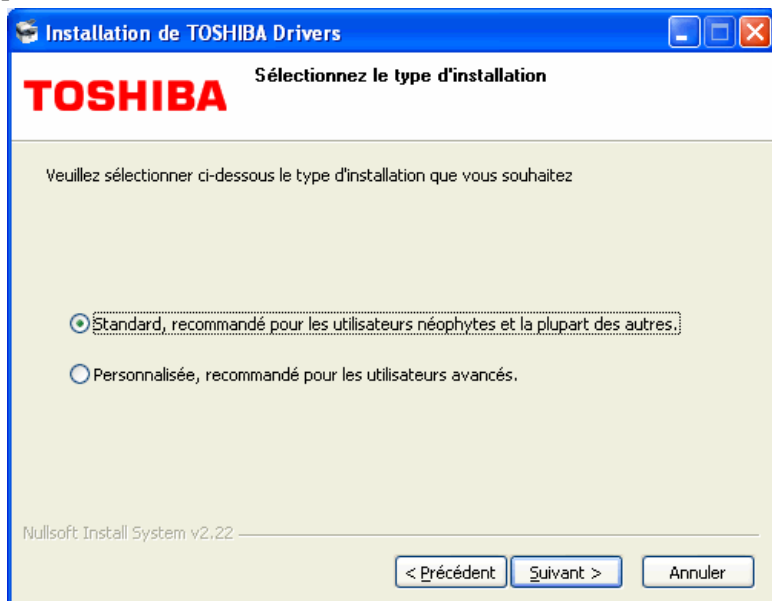 Installation de TOSHIBA Drivers
TOSHIBA
Sélectionnez le type d'installation
Veuillez sélectionner ci-dessous le type d'installation que vous souhaitez
Standard, recommandé pour les utilisateurs néophytes et la plupart des autres.
Personnalisée, recommandé pour les utilisateurs avancés.
Nullsoft Install System v2.22
< Précédent Suivant > Annuler